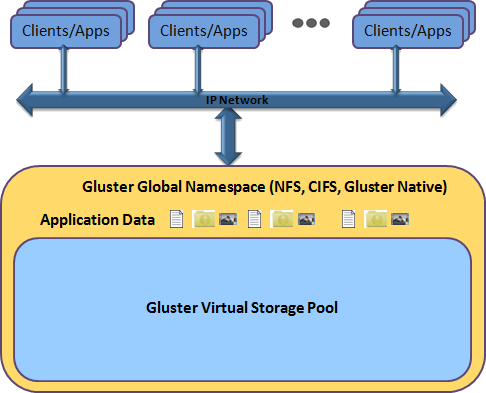 Clients/Apps
Clients/Apps
Clients/Apps
IP Network
Gluster Global Namespace (NFS, CIFS, Gluster Native)
Application Data
Gluster Virtual Storage Pool